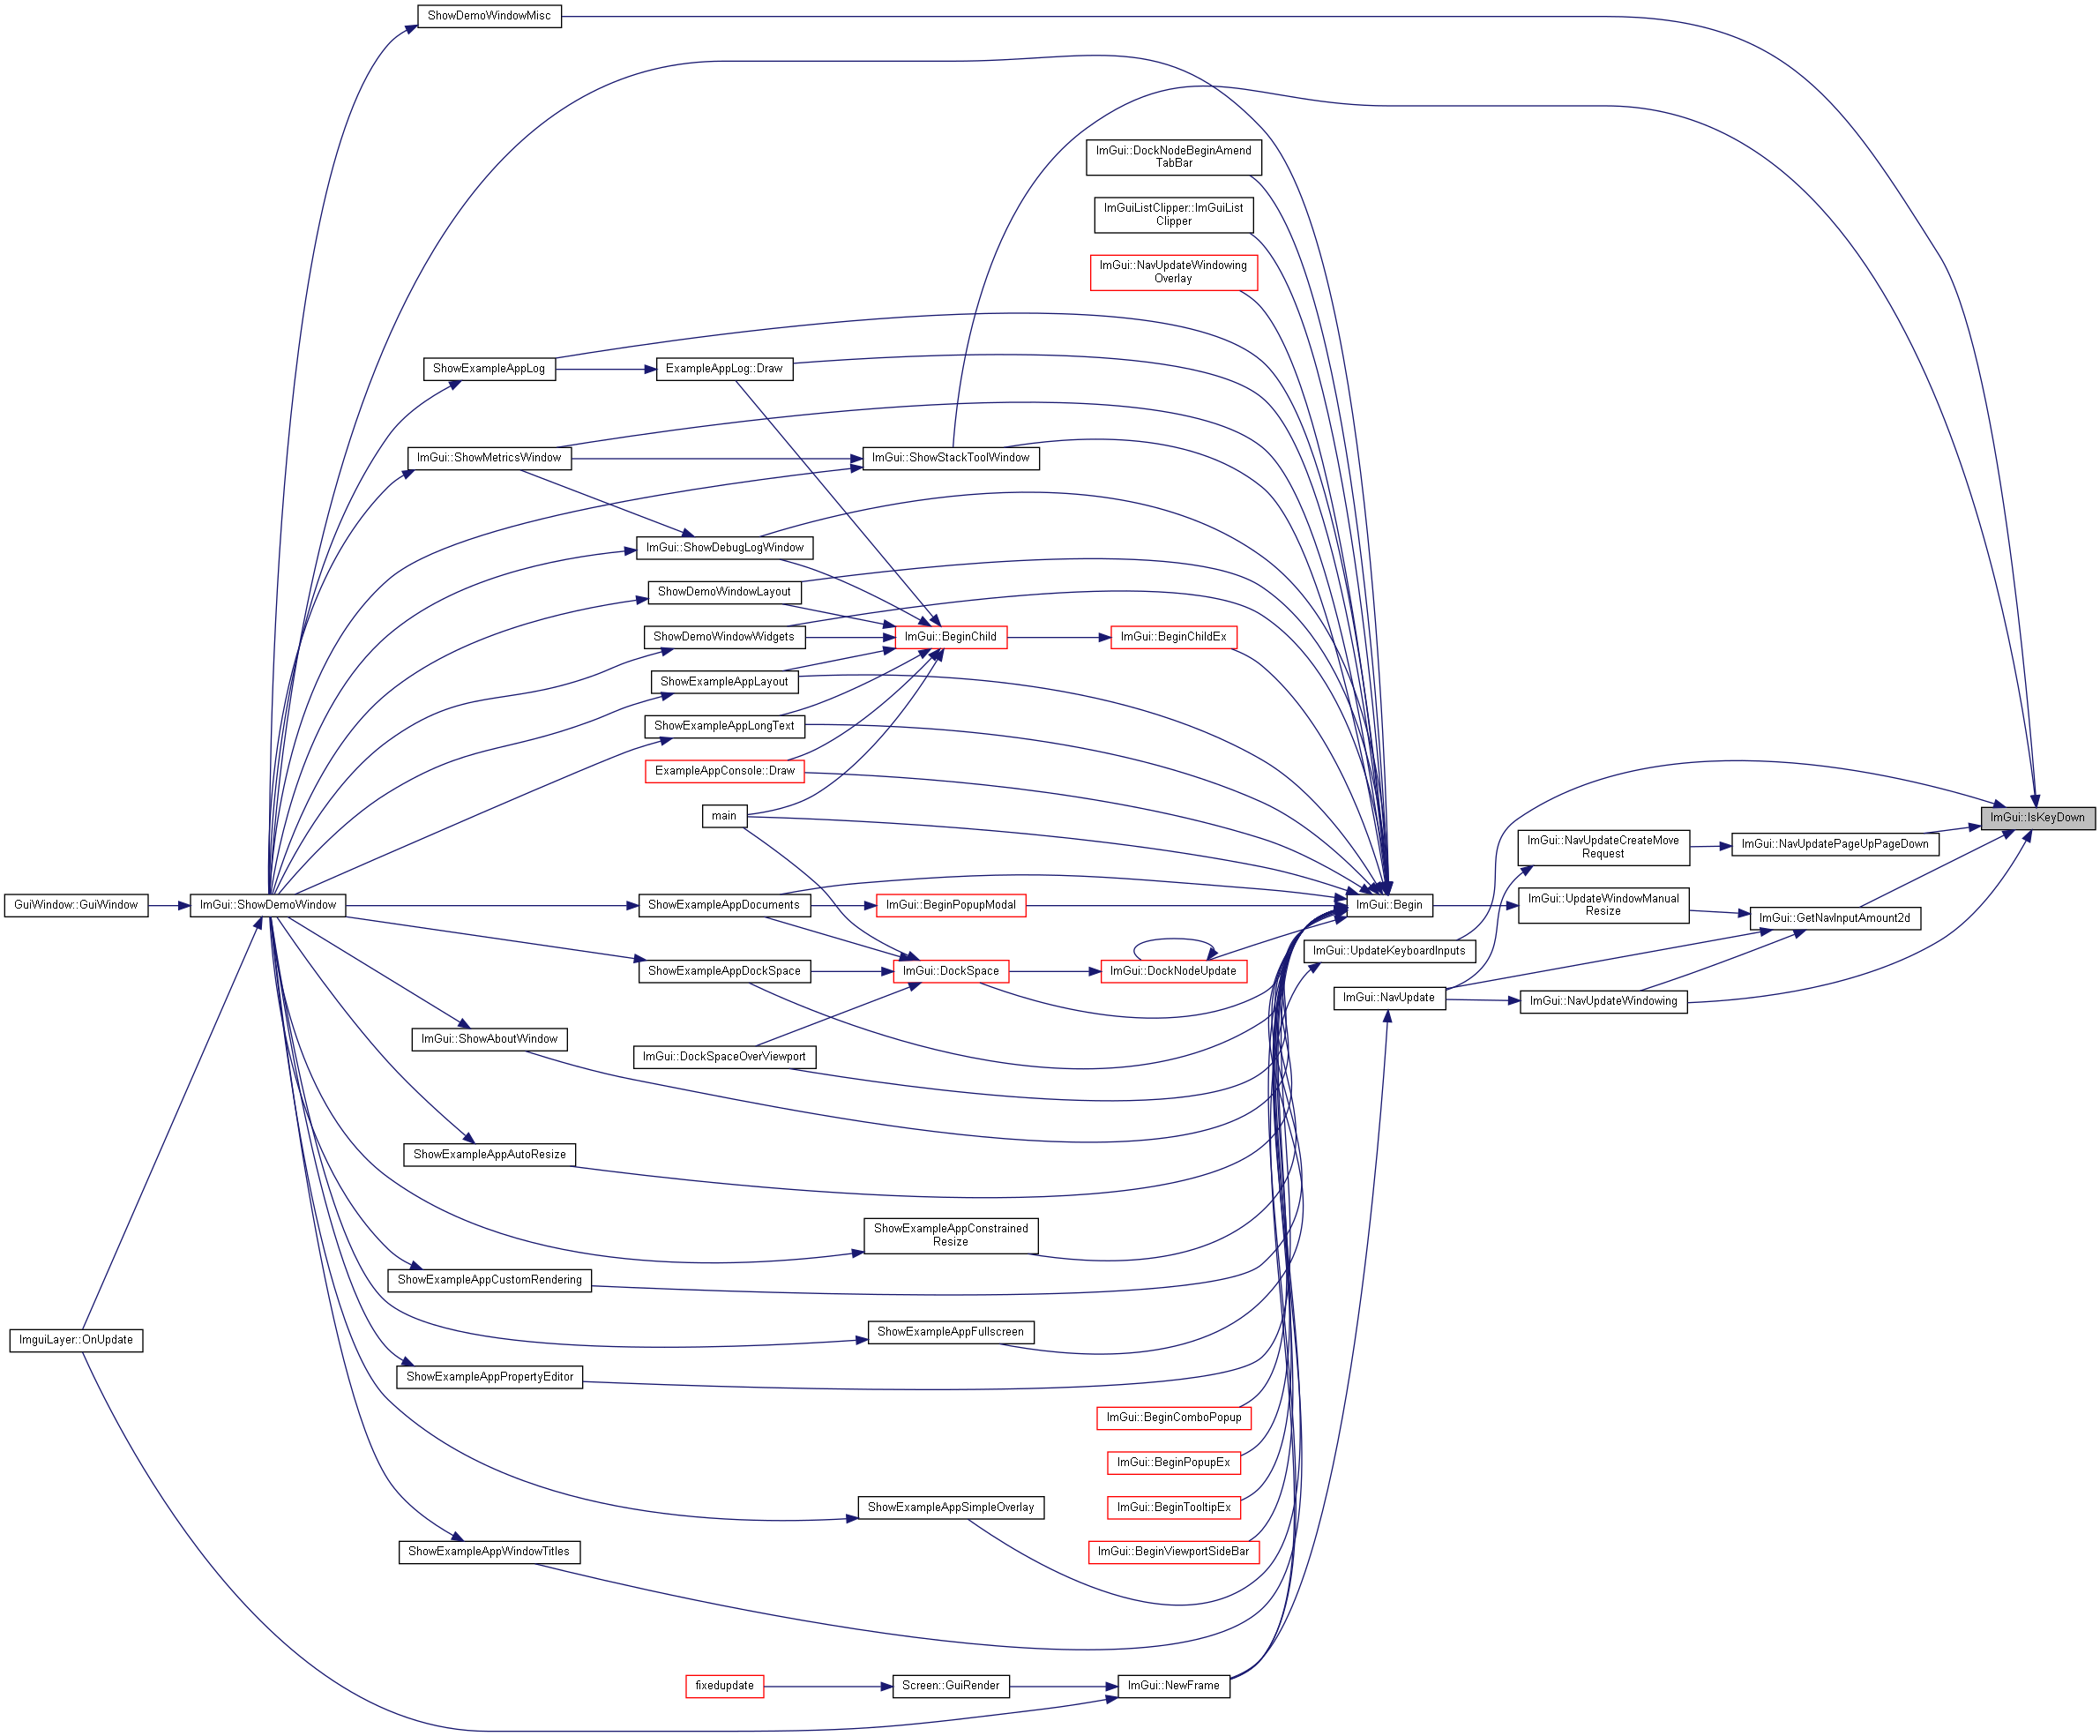 ShowDemoWindowMisc
ImGui::DockNodeBeginAmend
TabBar
ImGuiListClipper::ImGuiList
Clipper
ImGui::NavUpdateWindowing
Overlay
ShowExampleAppLog
ExampleAppLog::Draw
ImGui::ShowMetricsWindow
ImGui::ShowStackToolWindow
ImGui::ShowDebugLogWindow
ShowDemoWindowLayout
ShowDemoWindowWidgets
ImGui::BeginChild
ImGui::BeginChildEx
ShowExampleAppLayout
ShowExampleAppLongText
ExampleAppConsole::Draw
main
ImGui::IsKeyDown
ImGui::NavUpdateCreateMove
Request
ImGui::NavUpdatePageUpPageDown
GuiWindow::GuiWindow
ImGui::ShowDemoWindow
ShowExampleAppDocuments
ImGui::BeginPopupModal
ImGui::Begin
ImGui::UpdateWindowManual
Resize
ImGui::GetNavInputAmount2d
ImGui::UpdateKeyboardInputs
ShowExampleAppDockSpace
ImGui::DockSpace
ImGui::DockNodeUpdate
ImGui::NavUpdate
ImGui::NavUpdateWindowing
ImGui::ShowAboutWindow
ImGui::DockSpaceOverViewport
ShowExampleAppAutoResize
ShowExampleAppConstrained
Resize
ShowExampleAppCustomRendering
ImguiLayer::OnUpdate
ShowExampleAppFullscreen
ShowExampleAppPropertyEditor
ImGui::BeginComboPopup
ImGui::BeginPopupEx
ImGui::BeginTooltipEx
ShowExampleAppSimpleOverlay
ShowExampleAppWindowTitles
ImGui::BeginViewportSideBar
fixedupdate
Screen::GuiRender
ImGui::NewFrame